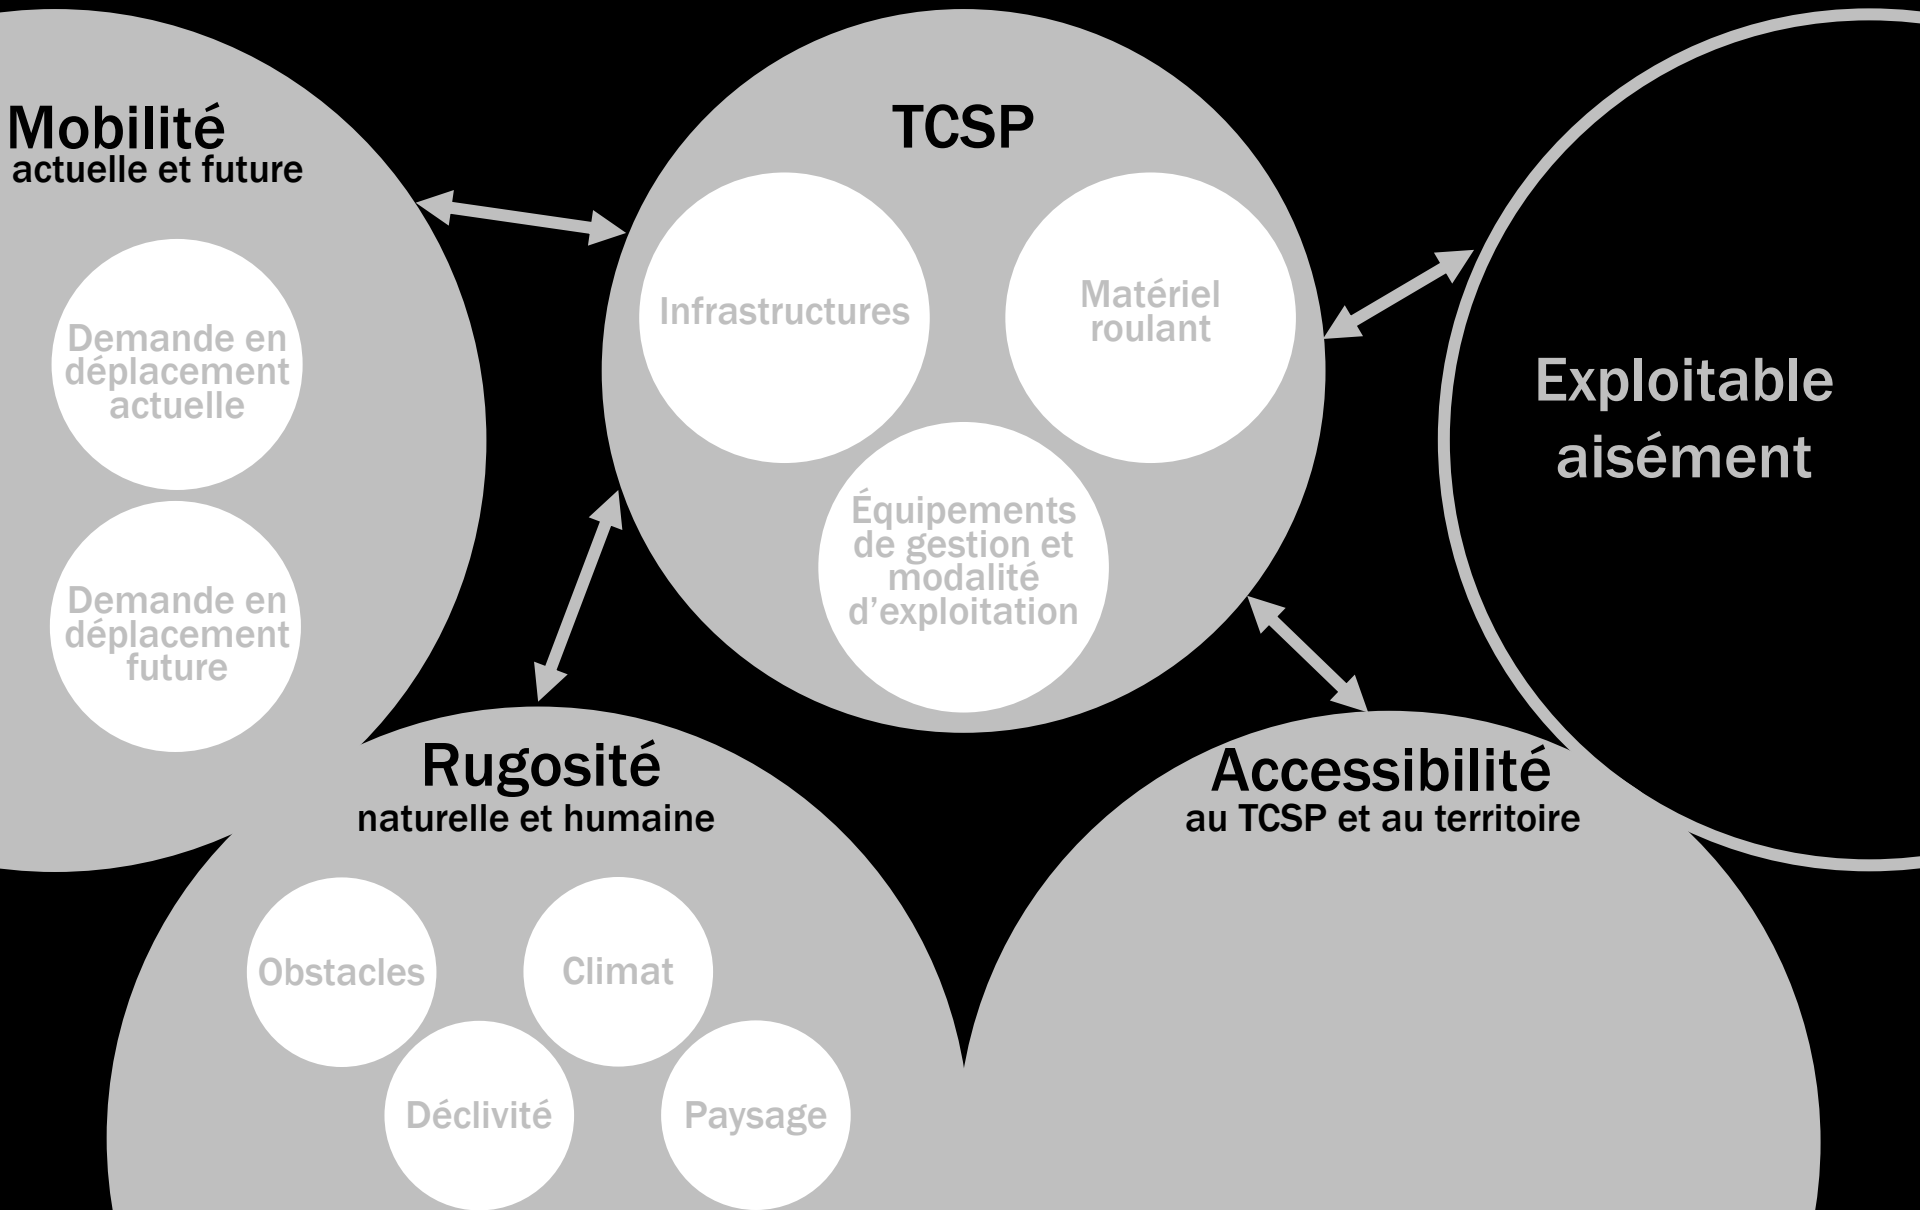 Mobilité
actuelle et future
Demande en
déplacement
actuelle
Demande en
déplacement
future
TCSP
Infrastructures
Matériel
roulant
Équipements
de gestion et
modalité
d’exploitation
Exploitable
aisément
Rugosité
naturelle et humaine
Obstacles
Climat
Déclivité
Paysage
Accessibilité
au TCSP et au territoire